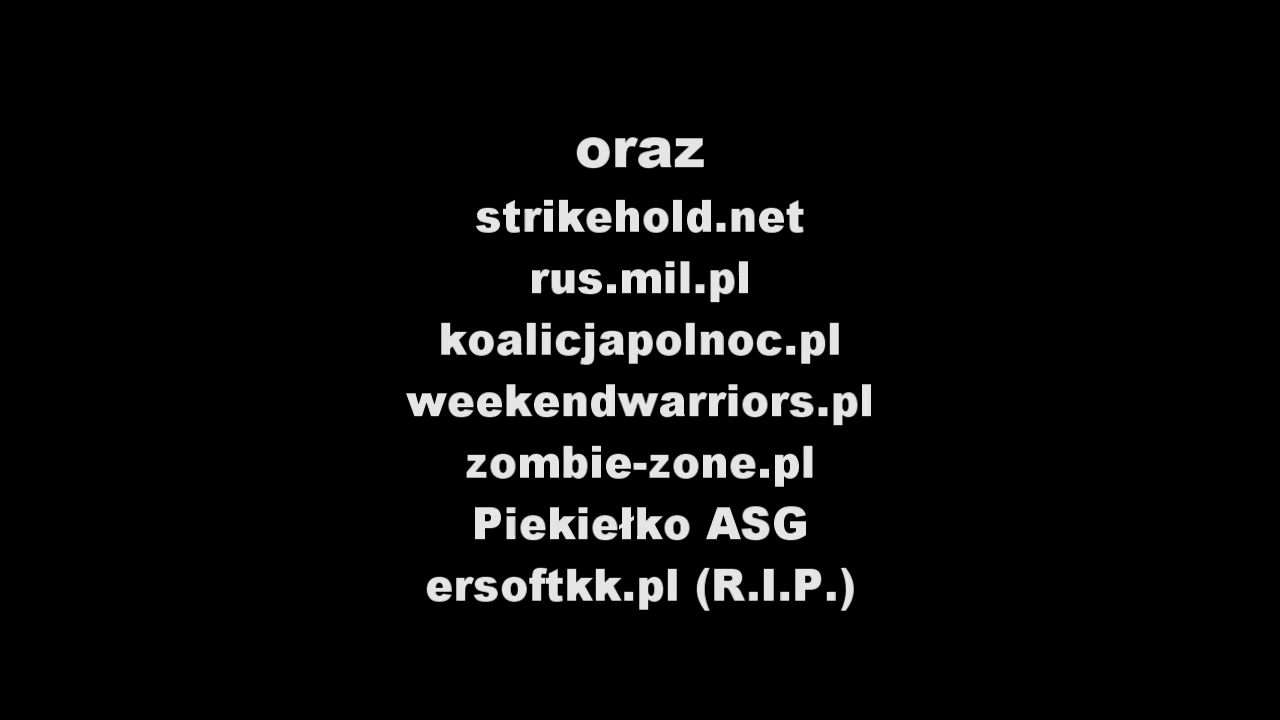 oraz
strikehold.net
rus.mil.pl
koalicjapolnoc.pl
weekendwarriors.pl
zombie-zone.pl
Piekiełko ASG
ersoftkk.pl (R.I.P.)